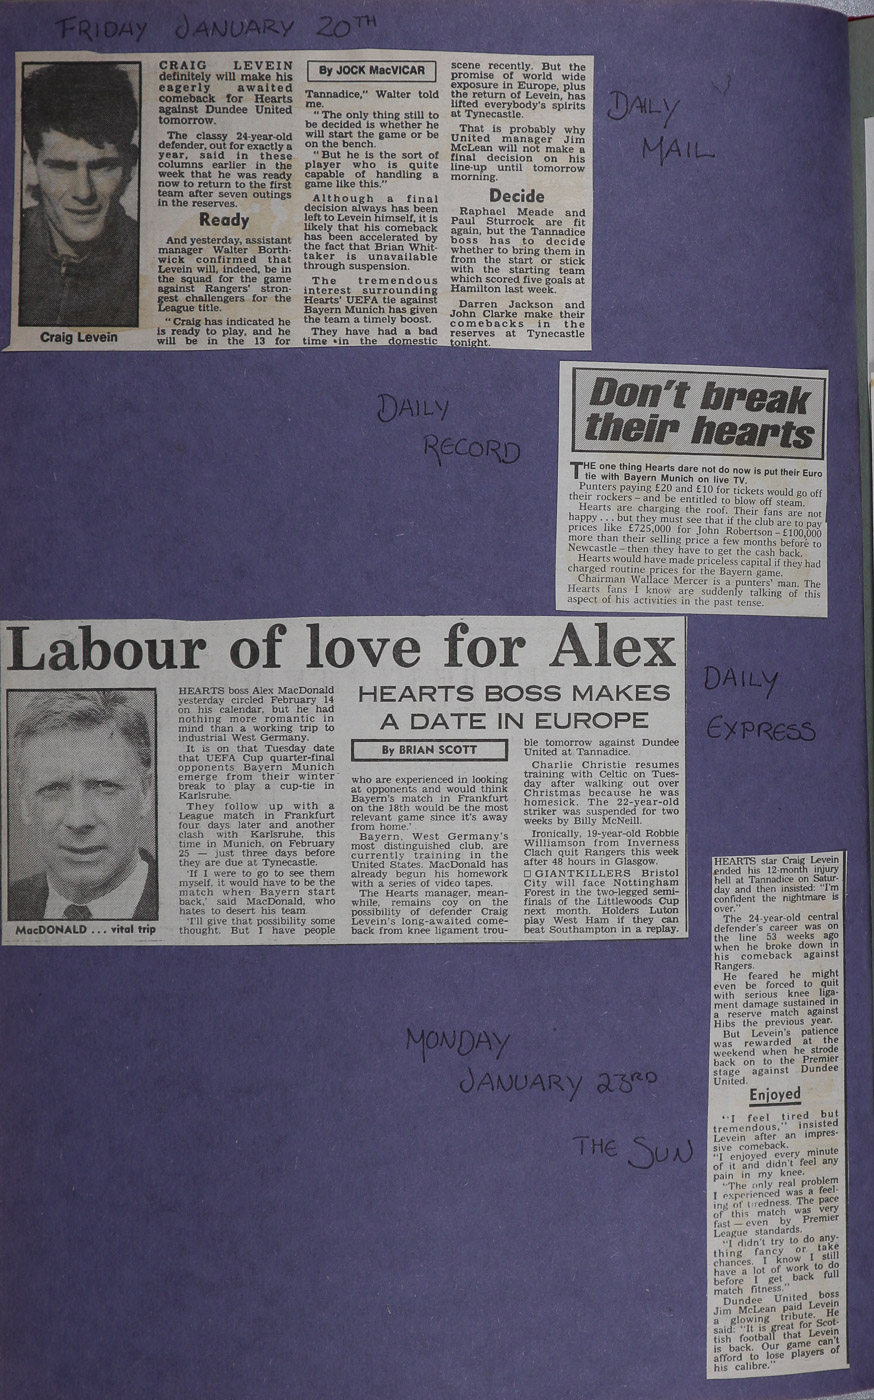 FRIDAY JANUARY 20TH
DAILY
MAIL
CRAIG LEVEIN
definitely will make his
eagerly awaited
comeback for Hearts
against Dundee United
tomorrow.
The classy 24-year-old
defender, out for exactly a
year, said in these
columns earlier in the
week that he was ready
now to return to the first
team after seven outings
in the reserves.
Ready
And yesterday, assistant
manager Walter Borth-
wick confirmed that
Levein will, indeed, be in
the squad for the game
against Rangers' stron-
gest challengers for the
League title.
"Craig has indicated he
is ready to play, and he
will be in the 13 for
Craig Levein
By JOCK MacVICAR
Tannadice," Walter told
me.
"The only thing still to
be decided is whether he
will start the game or be
on the bench.
"But he is the sort of
player who is quite
capable of handling a
game like this."
Although a final
decision always has been
left to Levein himself, it is
likely that his comeback
has been accelerated by
the fact that Brian Whit-
taker is unavailable
through suspension.
The tremendous
interest surrounding
Hearts' UEFA tie against
Bayern Munich has given
the team a timely boost.
They have had a bad
time in the domestic
scene recently. But the
promise of world wide
exposure in Europe, plus
the return of Levein, has
lifted everybody's spirits
at Tynecastle.
That is probably why
United manager Jim
McLean will not make a
final decision on his
line-up until tomorrow
morning.
Decide
Raphael Meade and
Paul Sturrock are fit
again, but the Tannadice
boss has to decide
whether to bring them in
from the start or stick
with the starting team
which scored five goals at
Hamilton last week.
Darren Jackson and
John Clarke make their
comebacks in the
reserves at Tynecastle
tonight.
DAILY
RECORD
Don't break
their hearts
THE one thing Hearts dare not do now is put their Euro
tie with Bayern Munich on live TV.
Punters paying £20 and £10 for tickets would go off
their rockers – and be entitled to blow off steam.
Hearts are charging the roof. Their fans are not
happy . . . but they must see that if the club are to pay
prices like £725,000 for John Robertson – £100,000
more than their selling price a few months before to
Newcastle – then they have to get the cash back.
Hearts would have made priceless capital if they had
charged routine prices for the Bayern game.
Chairman Wallace Mercer is a punters' man. The
Hearts fans I know are suddenly talking of this
aspect of his activities in the past tense.
DAILY
EXPRESS
Labour of love for Alex
HEARTS BOSS MAKES
A DATE IN EUROPE
MacDONALD ... vital trip
HEARTS boss Alex MacDonald
yesterday circled February 14
on his calendar, but he had
nothing more romantic in
mind than a working trip to
industrial West Germany.
It is on that Tuesday date
that UEFA Cup quarter-final
opponents Bayern Munich
emerge from their winter
break to play a cup-tie in
Karlsruhe.
They follow up with a
League match in Frankfurt
four days later and another
clash with Karlsruhe, this
time in Munich, on February
25 — just three days before
they are due at Tynecastle.
'If I were to go to see them
myself, it would have to be the
match when Bayern start
back,' said MacDonald, who
hates to desert his team
'I'll give that possibility some
thought. But I have people
By BRIAN SCOTT
who are experienced in looking
at opponents and would think
Bayern's match in Frankfurt
on the 18th would be the most
relevant game since it's away
from home.'
Bayern, West Germany's
most distinguished club, are
currently training in the
United States. MacDonald has
already begun his homework
with a series of video tapes.
The Hearts manager, mean-
while, remains coy on the
possibility of defender Craig
Levein's long-awaited come-
back from knee ligament trou-
ble tomorrow against Dundee
United at Tannadice.
Charlie Christie resumes
training with Celtic on Tues-
day after walking out over
Christmas because he was
homesick. The 22-year-old
striker was suspended for two
weeks by Billy McNeill.
Ironically, 19-year-old Robbie
Williamson from Inverness
Clach quit Rangers this week
after 48 hours in Glasgow.
□ GIANTKILLERS Bristol
City will face Nottingham
Forest in the two-legged semi-
finals of the Littlewoods Cup
next month. Holders Luton
play West Ham if they can
beat Southampton in a replay.
MONDAY
JANUARY 23RD
THE SUN
HEARTS star Craig Levein
ended his 12-month injury
hell at Tannadice on Satur-
day and then insisted: "I'm
confident the nightmare is
over."
The 24-year-old central
defender's career was on
the line 53 weeks ago
when he broke down in
his comeback against
Rangers.
He feared he might
even be forced to quit
with serious knee liga-
ment damage sustained in
a reserve match against
Hibs the previous year.
But Levein's patience
was rewarded at the
weekend when he strode
back on to the Premier
stage against Dundee
United.
Enjoyed
"I feel tired but
tremendous," insisted
Levein after an impres-
sive comeback.
"I enjoyed every minute
of it and didn't feel any
pain in my knee.
"The only real problem
I experienced was a feel-
ing of tiredness. The pace
of this match was very
fast — even by Premier
League standards.
"I didn't try to do any-
thing fancy or take
chances. I know I still
have a lot of work to do
before I get back full
match fitness."
Dundee United boss
Jim McLean paid Levein
a glowing tribute. He
said: "It is great for Scot-
tish football that Levein
is back. Our game can't
afford to lose players of
his calibre."